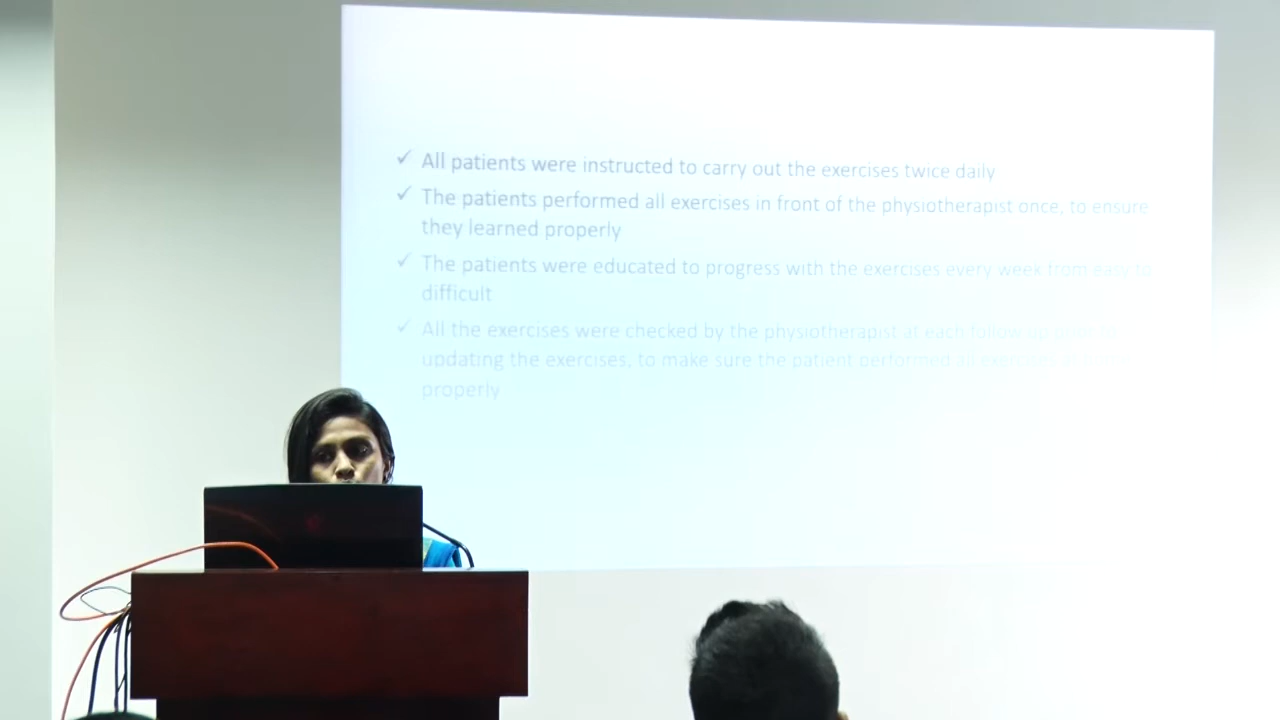 ✓ All patients were instructed to carry out the exercises twice daily
✓ The patients performed all exercises in front of the physiotherapist once, to ensure
they learned properly
✓ The patients were educated to progress with the exercises every week from easy to
difficult
✓ All the exercises were checked by the physiotherapist at each follow up
updating the exercises, to make sure the patient performed all exercises
properly